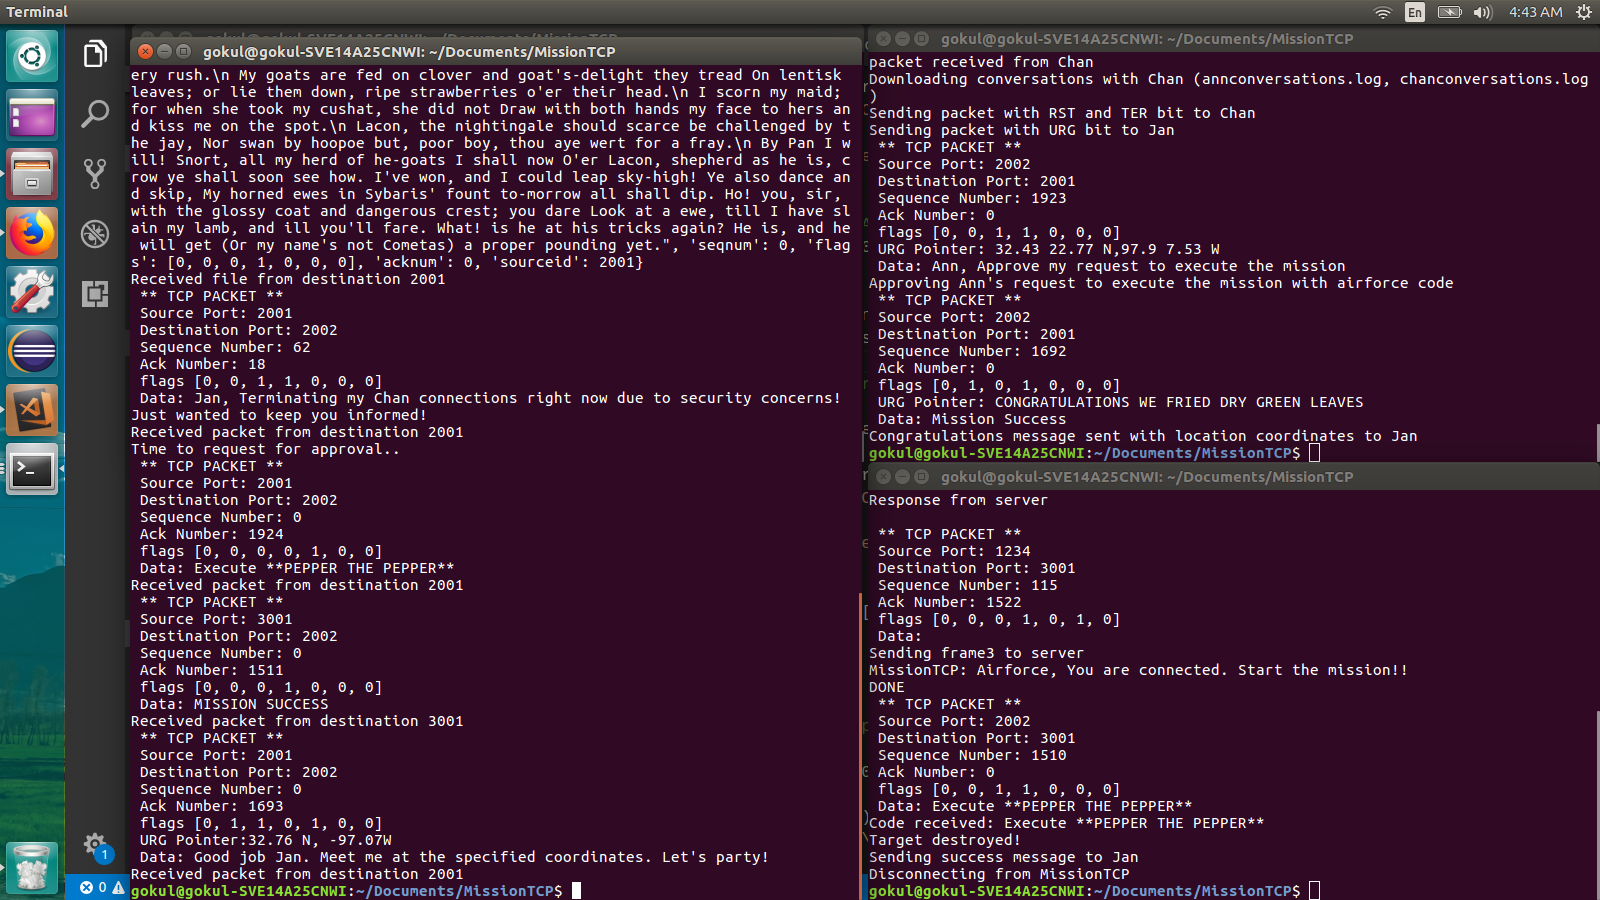 Terminal
En
4:43 AM
gokul@gokul-SVE14A25CNWI: ~/Documents/MissionTCP
ery rush.\n My goats are fed on clover and goat's-delight they tread On lentisk
leaves; or lie them down, ripe strawberries o'er their head.\n I scorn my maid;
for when she took my cushat, she did not Draw with both hands my face to hers an
d kiss me on the spot.\n Lacon, the nightingale should scarce be challenged by t
he jay, Nor swan by hoopoe but, poor boy, thou aye wert for a fray.\n By Pan I w
ill! Snort, all my herd of he-goats I shall now O'er Lacon, shepherd as he is, c
row ye shall soon see how. I've won, and I could leap sky-high! Ye also dance an
d skip, My horned ewes in Sybaris' fount to-morrow all shall dip. Ho! you, sir,
with the glossy coat and dangerous crest; you dare Look at a ewe, till I have sl
ain my lamb, and ill you'll fare. What! is he at his tricks again? He is, and he
 will get (Or my name's not Cometas) a proper pounding yet.", 'seqnum': 0, 'flag
s': [0, 0, 0, 1, 0, 0, 0], 'acknum': 0, 'sourceid': 2001}
Received file from destination 2001
 ** TCP PACKET **
 Source Port: 2001
 Destination Port: 2002
 Sequence Number: 62
 Ack Number: 18
 flags [0, 0, 1, 1, 0, 0, 0]
 Data: Jan, Terminating my Chan connections right now due to security concerns!
Just wanted to keep you informed!
Received packet from destination 2001
Time to request for approval..
 ** TCP PACKET **
 Source Port: 2001
 Destination Port: 2002
 Sequence Number: 0
 Ack Number: 1924
 flags [0, 0, 0, 0, 1, 0, 0]
 Data: Execute **PEPPER THE PEPPER**
Received packet from destination 2001
 ** TCP PACKET **
 Source Port: 3001
 Destination Port: 2002
 Sequence Number: 0
 Ack Number: 1511
 flags [0, 0, 0, 1, 0, 0, 0]
 Data: MISSION SUCCESS
Received packet from destination 3001
 ** TCP PACKET **
 Source Port: 2001
 Destination Port: 2002
 Sequence Number: 0
 Ack Number: 1693
 flags [0, 1, 1, 0, 1, 0, 0]
 URG Pointer:32.76 N, -97.07W
 Data: Good job Jan. Meet me at the specified coordinates. Let's party!
Received packet from destination 2001
gokul@gokul-SVE14A25CNWI:~/Documents/MissionTCP$
gokul@gokul-SVE14A25CNWI: ~/Documents/MissionTCP
packet received from Chan
Downloading conversations with Chan (annconversations.log, chanconversations.log
)
Sending packet with RST and TER bit to Chan
Sending packet with URG bit to Jan
 ** TCP PACKET **
 Source Port: 2002
 Destination Port: 2001
 Sequence Number: 1923
 Ack Number: 0
 flags [0, 0, 1, 1, 0, 0, 0]
 URG Pointer: 32.43 22.77 N,97.9 7.53 W
 Data: Ann, Approve my request to execute the mission
Approving Ann's request to execute the mission with airforce code
 ** TCP PACKET **
 Source Port: 2002
 Destination Port: 2001
 Sequence Number: 1692
 Ack Number: 0
 flags [0, 1, 0, 1, 0, 0, 0]
 URG Pointer: CONGRATULATIONS WE FRIED DRY GREEN LEAVES
 Data: Mission Success
Congratulations message sent with location coordinates to Jan
gokul@gokul-SVE14A25CNWI:~/Documents/MissionTCP$
gokul@gokul-SVE14A25CNWI: ~/Documents/MissionTCP
Response from server
 ** TCP PACKET **
 Source Port: 1234
 Destination Port: 3001
 Sequence Number: 115
 Ack Number: 1522
 flags [0, 0, 0, 1, 0, 1, 0]
 Data:
Sending frame3 to server
MissionTCP: Airforce, You are connected. Start the mission!!
DONE
 ** TCP PACKET **
 Source Port: 2002
 Destination Port: 3001
 Sequence Number: 1510
 Ack Number: 0
 flags [0, 0, 1, 1, 0, 0, 0]
 Data: Execute **PEPPER THE PEPPER**
Code received: Execute **PEPPER THE PEPPER**
Target destroyed!
Sending success message to Jan
Disconnecting from MissionTCP
gokul@gokul-SVE14A25CNWI:~/Documents/MissionTCP$
1
0